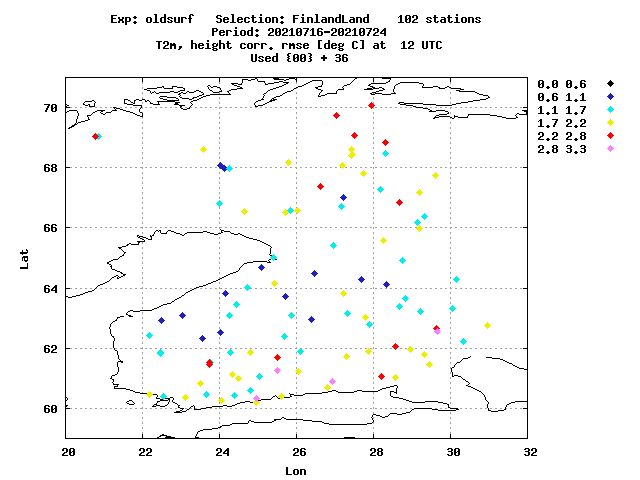 Exp: oldsurf Selection: FinlandLand 102 stations
Period: 20210716-20210724
T2m, height corr. rmse [deg C] at 12 UTC
Used {00} + 36
0.0 0.6
0.6 1.1
1.1 1.7
1.7 2.2
2.2 2.8
2.8 3.3
70
68
66
64
62
60
Lat
20 22 24 26 28 30 32
Lon